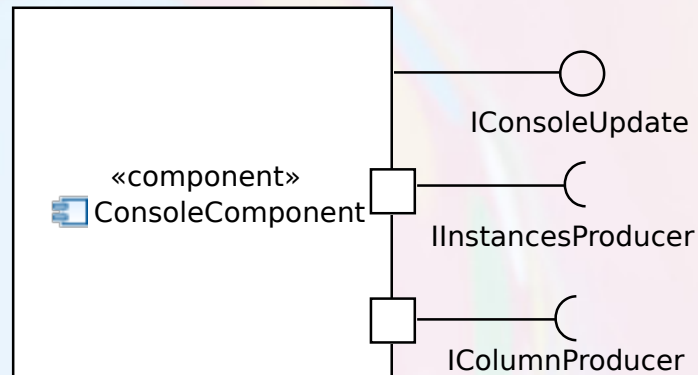 IConsoleUpdate
«component»
ConsoleComponent
IInstancesProducer
IColumnProducer